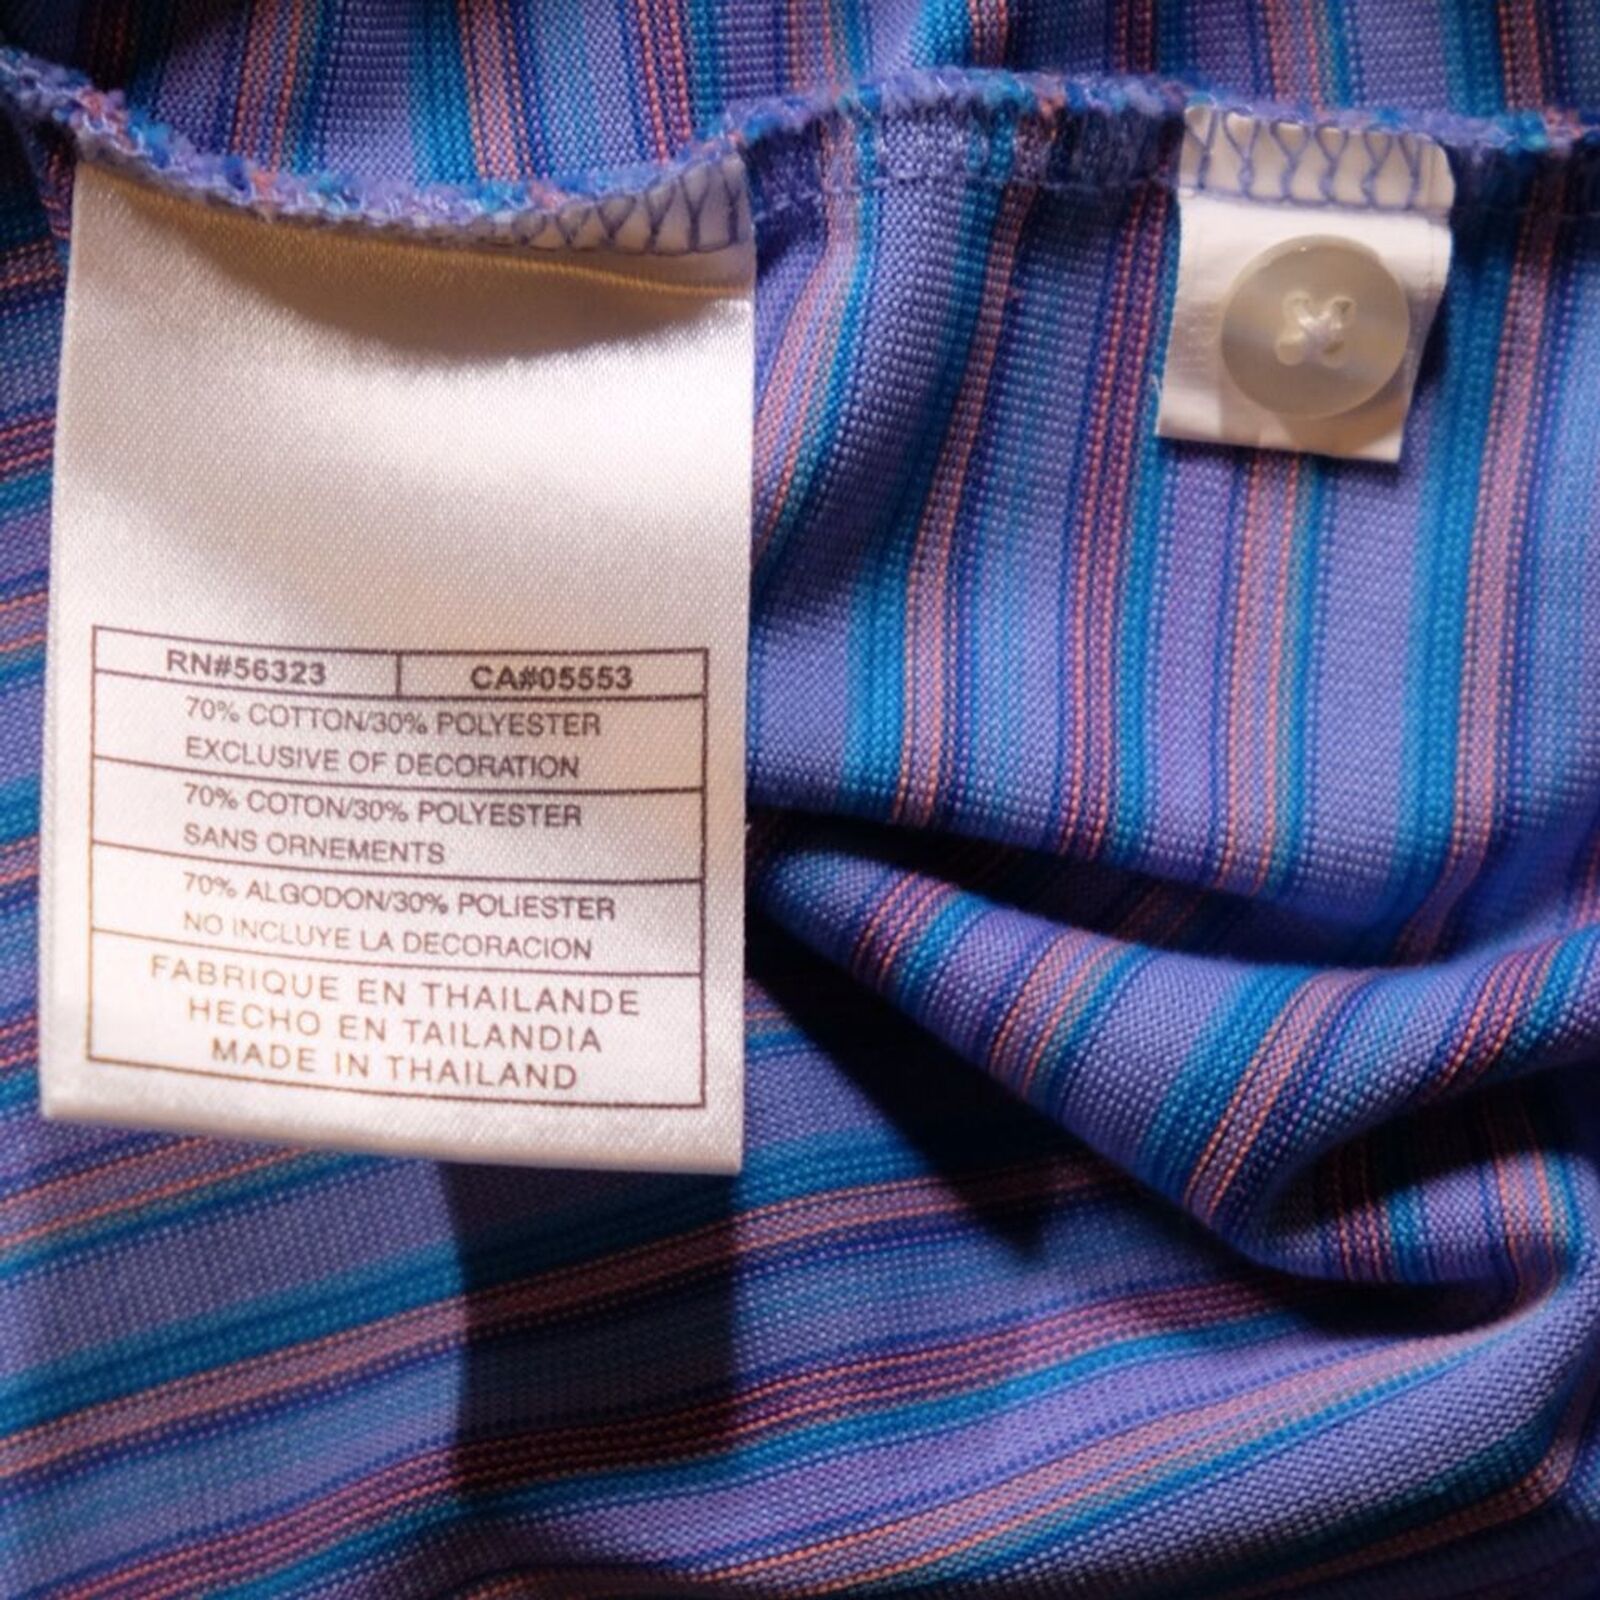 RN#56323 CA#05553
70% COTTON/30% POLYESTER
EXCLUSIVE OF DECORATION
70% COTON/30% POLYESTER
SANS ORNEMENTS
70% ALGODON/30% POLIESTER
NO INCLUYE LA DECORACION
FABRIQUE EN THAILANDE
HECHO EN TAILANDIA
MADE IN THAILAND